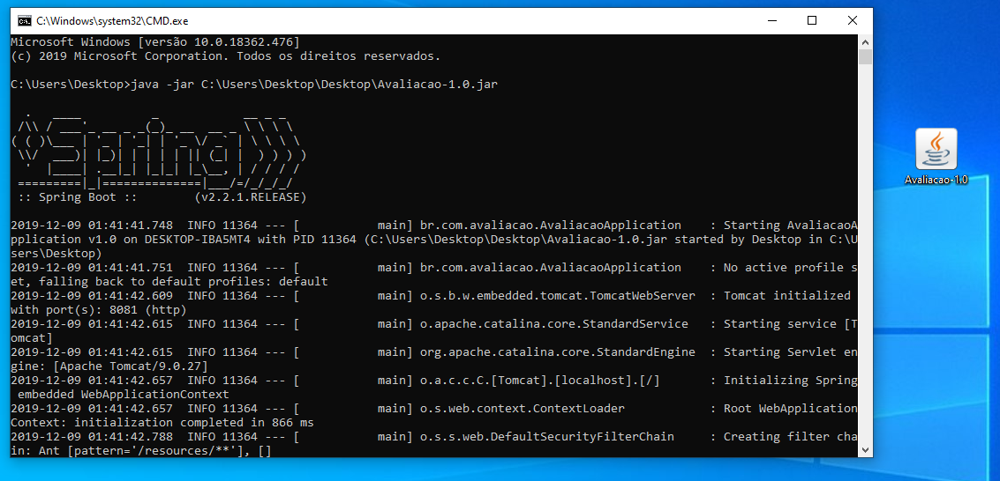 C:\Windows\system32\CMD.exe
Microsoft Windows [versão 10.0.18362.476]
(c) 2019 Microsoft Corporation. Todos os direitos reservados.
C:\Users\Desktop>java -jar C:\Users\Desktop\Desktop\Avaliacao-1.0.jar
  .   ____          _            __ _ _
 /\\ / ___'_ __ _ _(_)_ __  __ _ \ \ \ \
( ( )\___ | '_ | '_| | '_ \/ _` | \ \ \ \
 \\/  ___)| |_)| | | | | || (_| |  ) ) ) )
  '  |____| .__|_| |_|_| |_\__, | / / / /
 =========|_|==============|___/=/_/_/_/
 :: Spring Boot ::        (v2.2.1.RELEASE)
2019-12-09 01:41:41.748  INFO 11364 --- [           main] br.com.avaliacao.AvaliacaoApplication    : Starting AvaliacaoA
pplication v1.0 on DESKTOP-IBA5MT4 with PID 11364 (C:\Users\Desktop\Desktop\Avaliacao-1.0.jar started by Desktop in C:\U
sers\Desktop)
2019-12-09 01:41:41.751  INFO 11364 --- [           main] br.com.avaliacao.AvaliacaoApplication    : No active profile s
et, falling back to default profiles: default
2019-12-09 01:41:42.609  INFO 11364 --- [           main] o.s.b.w.embedded.tomcat.TomcatWebServer  : Tomcat initialized
with port(s): 8081 (http)
2019-12-09 01:41:42.615  INFO 11364 --- [           main] o.apache.catalina.core.StandardService   : Starting service [T
omcat]
2019-12-09 01:41:42.615  INFO 11364 --- [           main] org.apache.catalina.core.StandardEngine  : Starting Servlet en
gine: [Apache Tomcat/9.0.27]
2019-12-09 01:41:42.657  INFO 11364 --- [           main] o.a.c.c.C.[Tomcat].[localhost].[/]       : Initializing Spring
 embedded WebApplicationContext
2019-12-09 01:41:42.657  INFO 11364 --- [           main] o.s.web.context.ContextLoader            : Root WebApplication
Context: initialization completed in 866 ms
2019-12-09 01:41:42.788  INFO 11364 --- [           main] o.s.s.web.DefaultSecurityFilterChain     : Creating filter cha
in: Ant [pattern='/resources/**'], []
Avaliacao-1.0